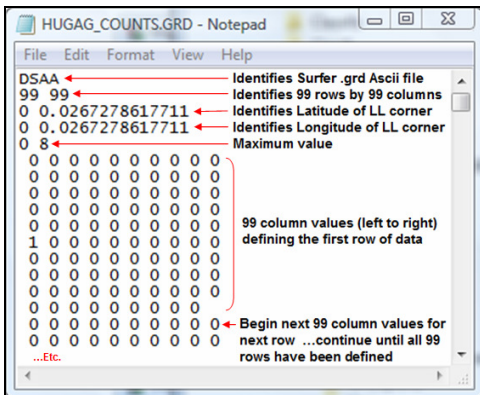 HUGAG_COUNTS.GRD - Notepad
File Edit Format View Help
DSAA Identifies Surfer .grd Ascii file
99 99 Identifies 99 rows by 99 columns
0 0.0267278617711 Identifies Latitude of LL corner
0 0.0267278617711 Identifies Longitude of LL corner
0 8 Maximum value
0 0 0 0 0 0 0 0 0 0
0 0 0 0 0 0 0 0 0 0
0 0 0 0 0 0 0 0 0 0
0 0 0 0 0 0 0 0 0 0
0 0 0 0 0 0 0 0 0 0 99 column values (left to right)
1 0 0 0 0 0 0 0 0 0 defining the first row of data
0 0 0 0 0 0 0 0 0 0
0 0 0 0 0 0 0 0 0 0
0 0 0 0 0 0 0 0 0 0
0 0 0 0 0 0 0 0 0
0 0 0 0 0 0 0 0 0 0 Begin next 99 column values for
0 0 0 0 0 0 0 0 0 0 next row ...continue until all 99
...Etc. rows have been defined